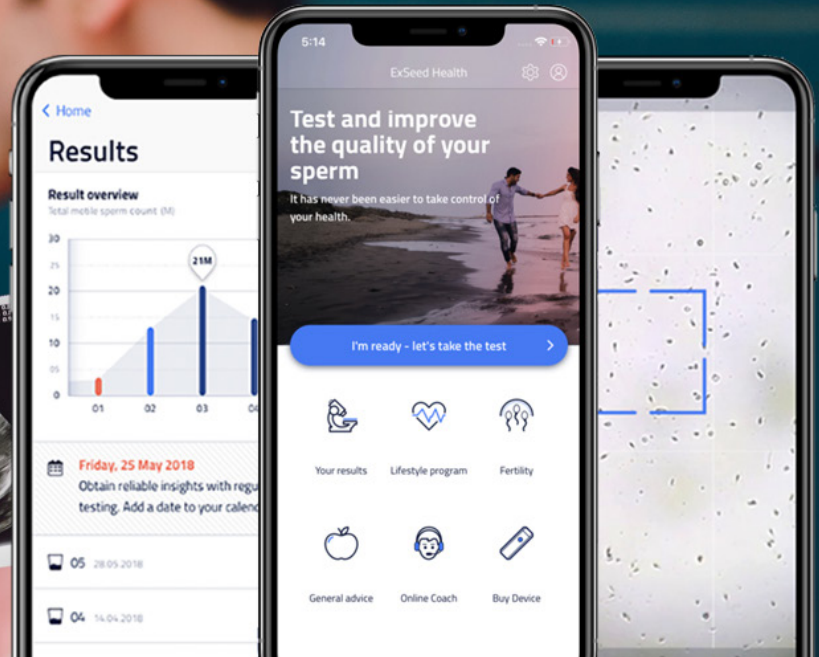 Home
Results
Result overview
Total motile sperm count (M)
30
25
20
15
10
05
0
21M
01
02
03
04
Friday, 25 May 2018
Obtain reliable insights with regu
testing. Add a date to your calend
05 28.05.2018
04 14.04.2018
5:14
ExSeed Health
Test and improve
the quality of your
sperm
It has never been easier to take control of
your health.
I'm ready - let's take the test
Your results
Lifestyle program
Fertility
General advice
Online Coach
Buy Device